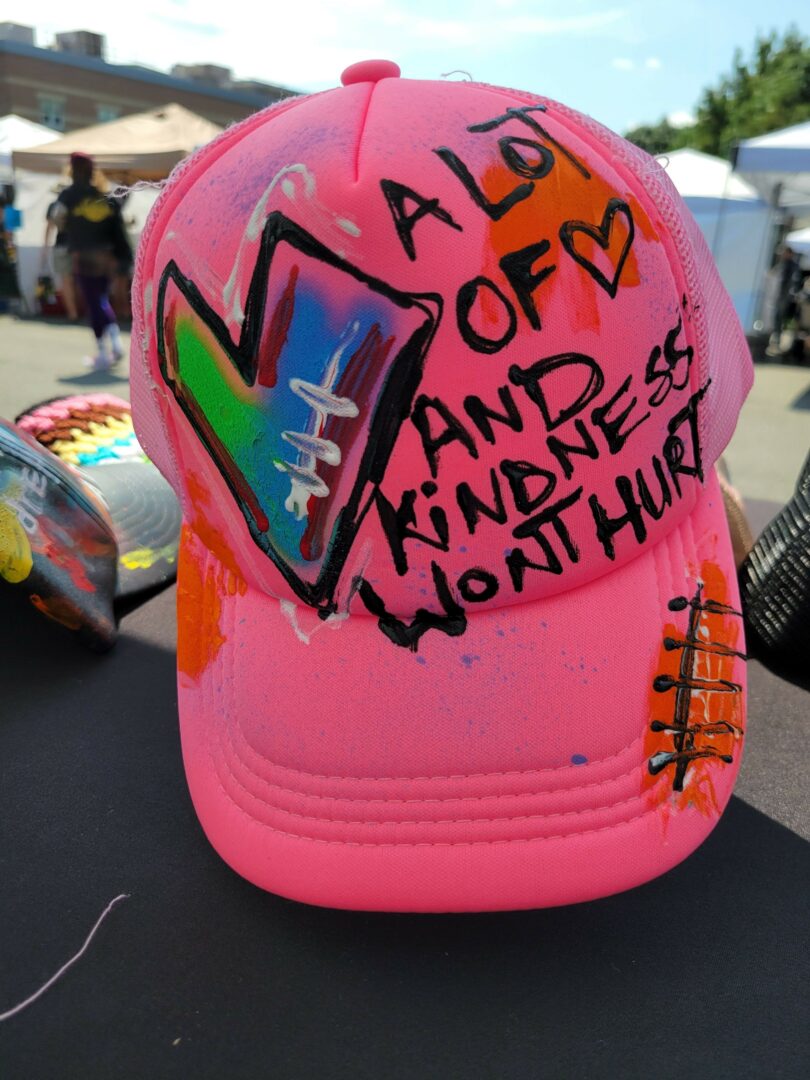 A LOT
OF ♡
AND
KiNDNESS
WONT HURT